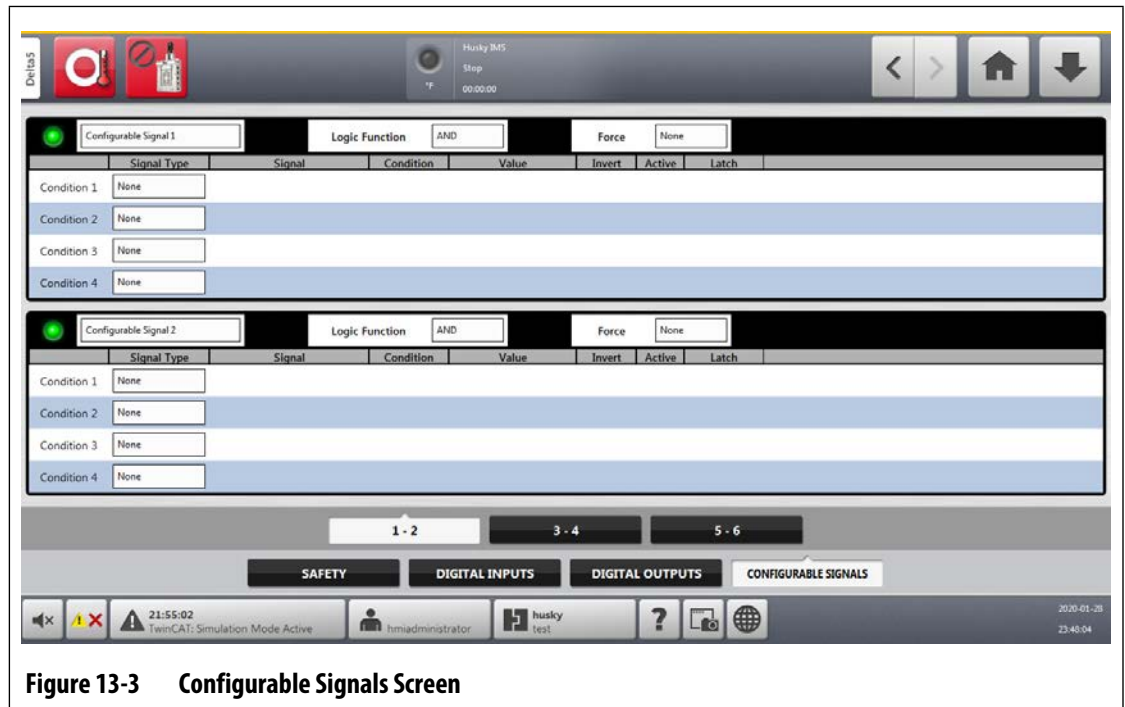 Delta5
Husky IMS
Stop
°F 00:00:00
Configurable Signal 1 Logic Function AND Force None
Signal Type Signal Condition Value Invert Active Latch
Condition 1 None
Condition 2 None
Condition 3 None
Condition 4 None
Configurable Signal 2 Logic Function AND Force None
Signal Type Signal Condition Value Invert Active Latch
Condition 1 None
Condition 2 None
Condition 3 None
Condition 4 None
1 - 2 3 - 4 5 - 6
SAFETY DIGITAL INPUTS DIGITAL OUTPUTS CONFIGURABLE SIGNALS
21:55:02 husky 2020-01-28
TwinCAT: Simulation Mode Active hmiadministrator test ? 23:48:04
Figure 13-3 Configurable Signals Screen